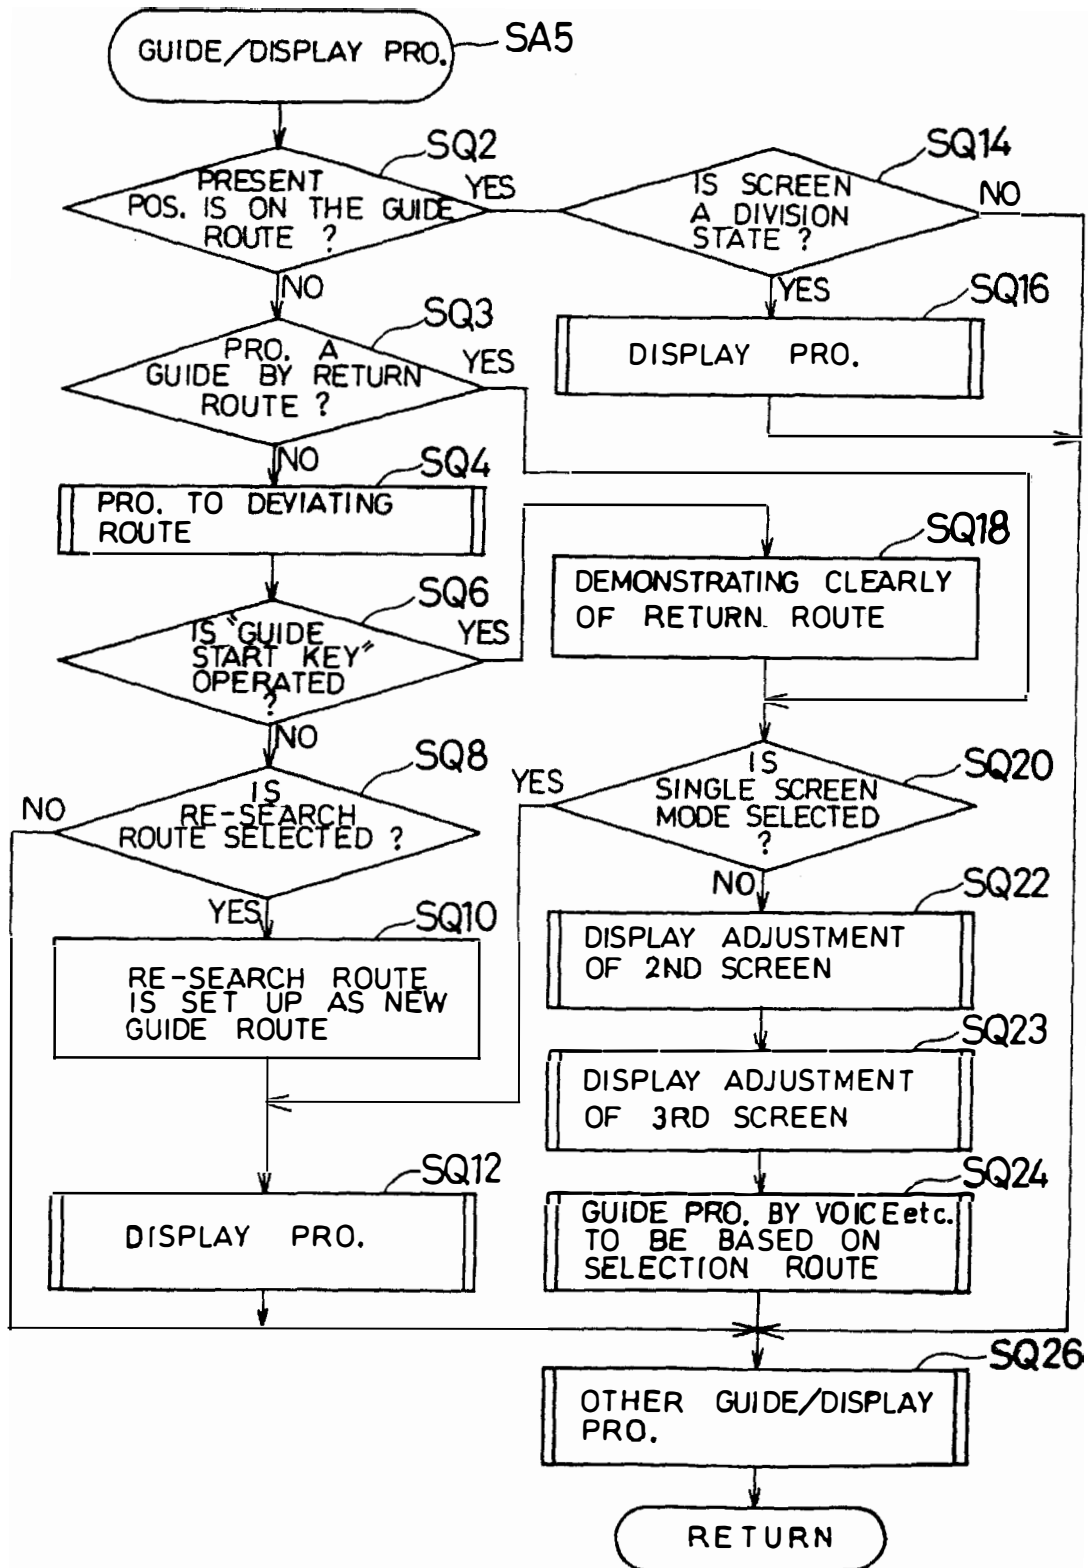 GUIDE/DISPLAY PRO.
SA5
SQ2
PRESENT
POS. IS ON THE GUIDE
ROUTE ?
YES
NO
SQ14
IS SCREEN
A DIVISION
STATE ?
NO
YES
SQ16
DISPLAY PRO.
SQ3
PRO. A
GUIDE BY RETURN
ROUTE ?
YES
NO
SQ4
PRO. TO DEVIATING
ROUTE
SQ18
DEMONSTRATING CLEARLY
OF RETURN ROUTE
SQ6
IS "GUIDE
START KEY"
OPERATED
?
YES
NO
SQ8
IS
RE-SEARCH
ROUTE SELECTED ?
NO
YES
SQ20
IS
SINGLE SCREEN
MODE SELECTED
?
YES
NO
SQ10
RE-SEARCH ROUTE
IS SET UP AS NEW
GUIDE ROUTE
SQ22
DISPLAY ADJUSTMENT
OF 2ND SCREEN
SQ23
DISPLAY ADJUSTMENT
OF 3RD SCREEN
SQ12
DISPLAY PRO.
SQ24
GUIDE PRO. BY VOICE etc.
TO BE BASED ON
SELECTION ROUTE
SQ26
OTHER GUIDE/DISPLAY
PRO.
RETURN